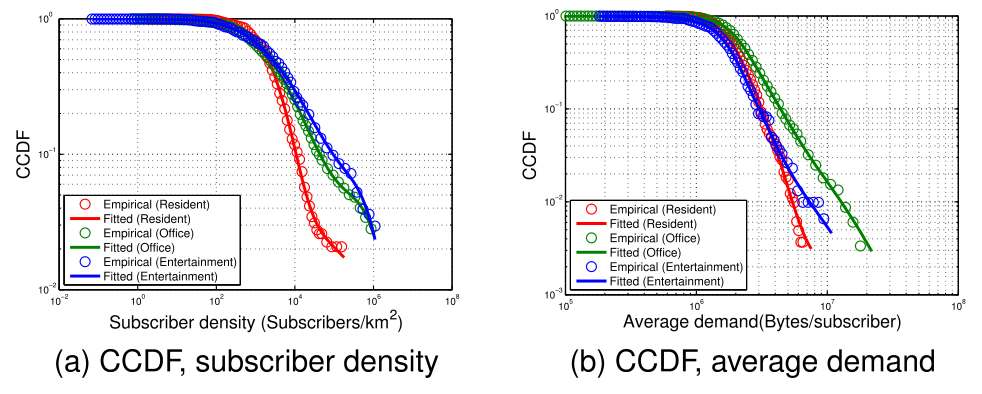 10^0
10^-1
10^-2
CCDF
10^-2 10^0 10^2 10^4 10^6 10^8
Subscriber density (Subscribers/km^2)
Empirical (Resident)
Fitted (Resident)
Empirical (Office)
Fitted (Office)
Empirical (Entertainment)
Fitted (Entertainment)
(a) CCDF, subscriber density
10^0
10^-1
10^-2
10^-3
CCDF
10^5 10^6 10^7 10^8
Average demand(Bytes/subscriber)
Empirical (Resident)
Fitted (Resident)
Empirical (Office)
Fitted (Office)
Empirical (Entertainment)
Fitted (Entertainment)
(b) CCDF, average demand